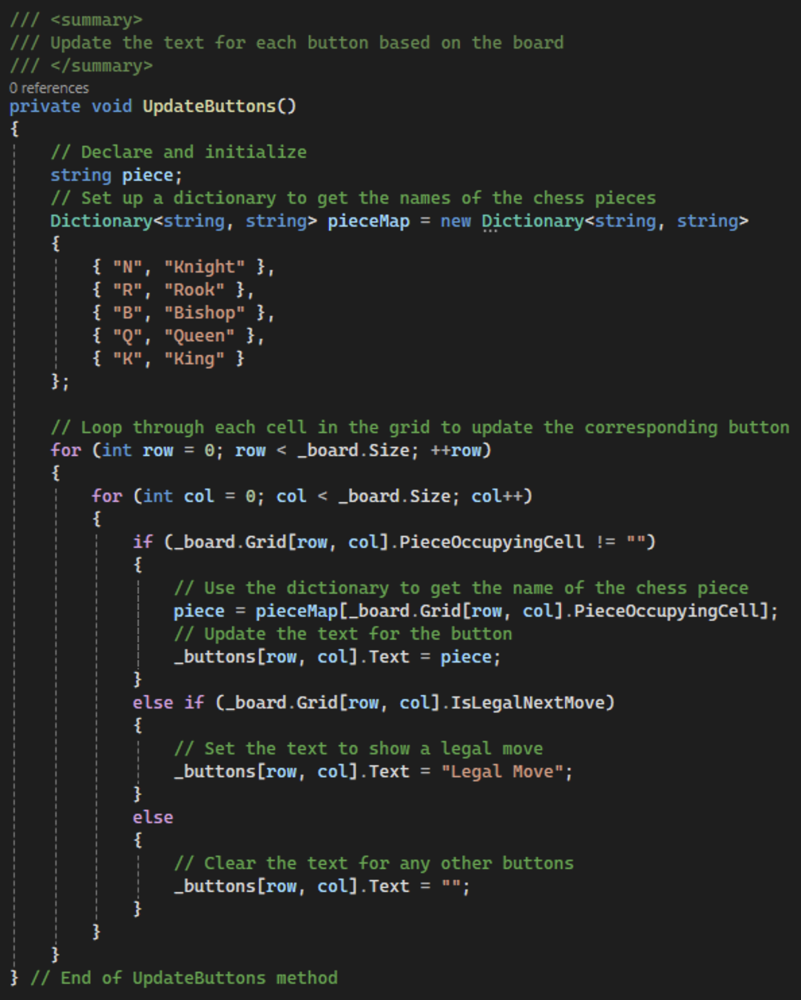 /// <summary>
/// Update the text for each button based on the board
/// </summary>
0 references
private void UpdateButtons()
{
    // Declare and initialize
    string piece;
    // Set up a dictionary to get the names of the chess pieces
    Dictionary<string, string> pieceMap = new Dictionary<string, string>
    {
        { "N", "Knight" },
        { "R", "Rook" },
        { "B", "Bishop" },
        { "Q", "Queen" },
        { "K", "King" }
    };

    // Loop through each cell in the grid to update the corresponding button
    for (int row = 0; row < _board.Size; ++row)
    {
        for (int col = 0; col < _board.Size; col++)
        {
            if (_board.Grid[row, col].PieceOccupyingCell != "")
            {
                // Use the dictionary to get the name of the chess piece
                piece = pieceMap[_board.Grid[row, col].PieceOccupyingCell];
                // Update the text for the button
                _buttons[row, col].Text = piece;
            }
            else if (_board.Grid[row, col].IsLegalNextMove)
            {
                // Set the text to show a legal move
                _buttons[row, col].Text = "Legal Move";
            }
            else
            {
                // Clear the text for any other buttons
                _buttons[row, col].Text = "";
            }
        }
    }
} // End of UpdateButtons method